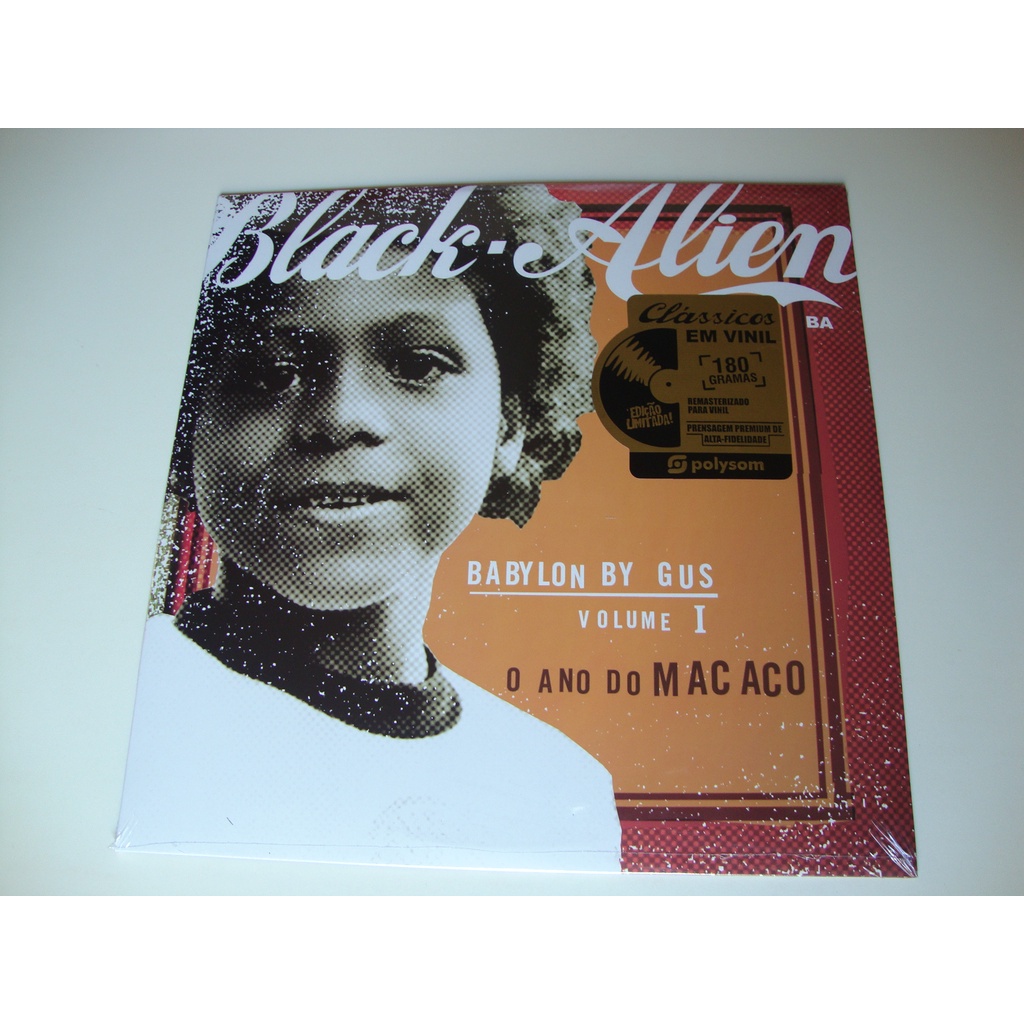 Black·Alien
BA
Clássicos
EM VINIL
180
GRAMAS
REMASTERIZADO
PARA VINIL
EDIÇÃO
LIMITADA!
PRENSAGEM PREMIUM DE
ALTA-FIDELIDADE
polysom
BABYLON BY GUS
VOLUME I
O ANO DO MACACO